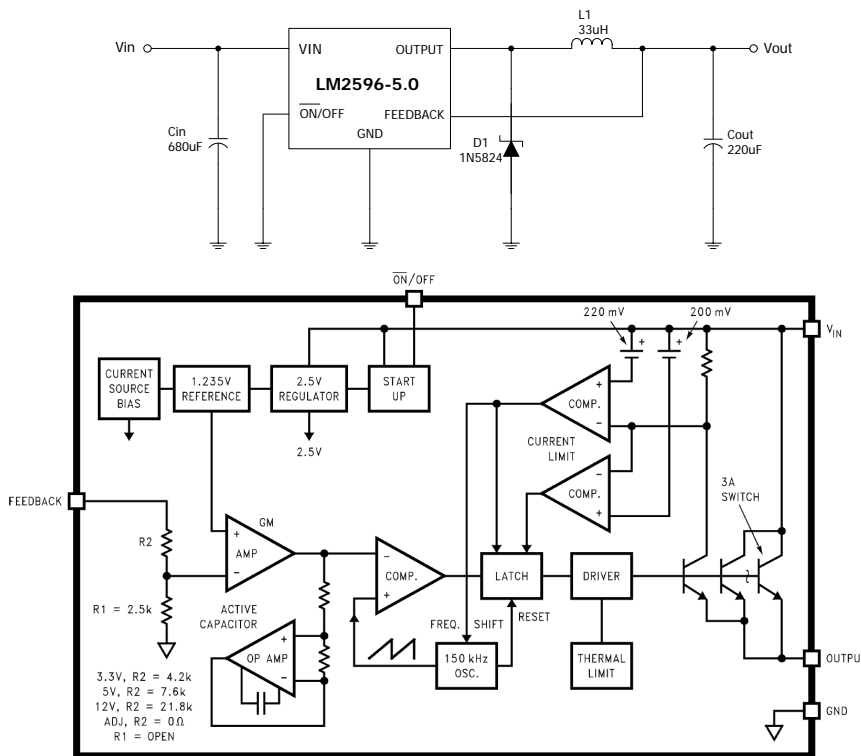 L1
33uH
Vin
VIN
OUTPUT
Vout
LM2596-5.0
ON/OFF
FEEDBACK
GND
Cin
680uF
D1
1N5824
Cout
220uF
ON/OFF
220 mV
200 mV
+
+
VIN
CURRENT
SOURCE
BIAS
1.235V
REFERENCE
2.5V
REGULATOR
START
UP
2.5V
+
COMP.
−
CURRENT
LIMIT
−
COMP.
+
3A
SWITCH
FEEDBACK
R2
GM
+
AMP
−
−
COMP.
+
LATCH
DRIVER
R1 = 2.5k
ACTIVE
CAPACITOR
FREQ. SHIFT
RESET
+
OP AMP
−
150 kHz
OSC.
THERMAL
LIMIT
OUTPU
3.3V, R2 = 4.2k
5V, R2 = 7.6k
12V, R2 = 21.8k
ADJ, R2 = 0Ω
R1 = OPEN
GND